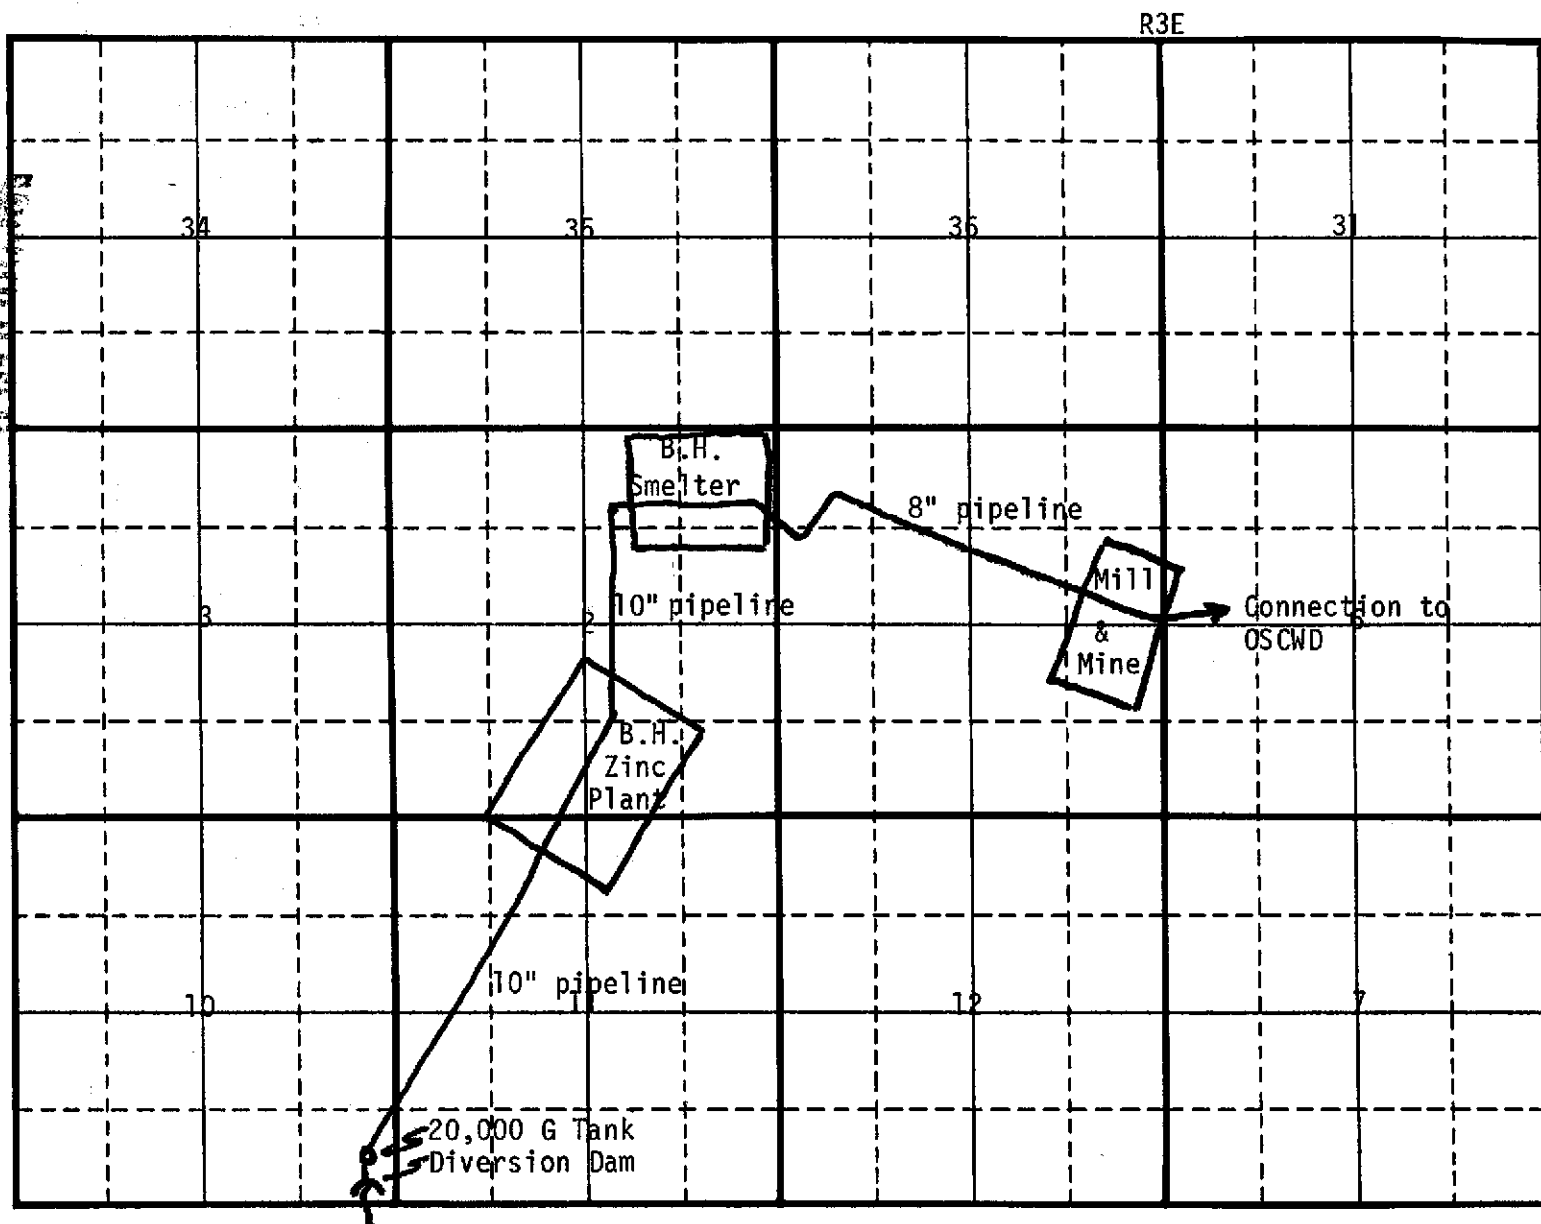 R3E
34
35
36
31
B.H.
Smelter
8" pipeline
Mill
&
Mine
10" pipeline
Connection to
OSCWD
3
2
6
B.H.
Zinc
Plant
10" pipeline
10
11
12
7
20,000 G Tank
Diversion Dam